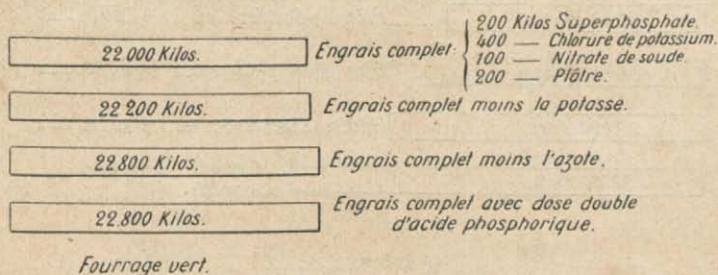 200 Kilos Superphosphate.
22.000 Kilos. Engrais complet: 400 — Chlorure de potassium.
100 — Nitrate de soude.
200 — Plâtre.
22 200 Kilos. Engrais complet moins la potasse.
22.800 Kilos. Engrais complet moins l'azote.
22.800 Kilos. Engrais complet avec dose double
d'acide phosphorique.
Fourrage vert.